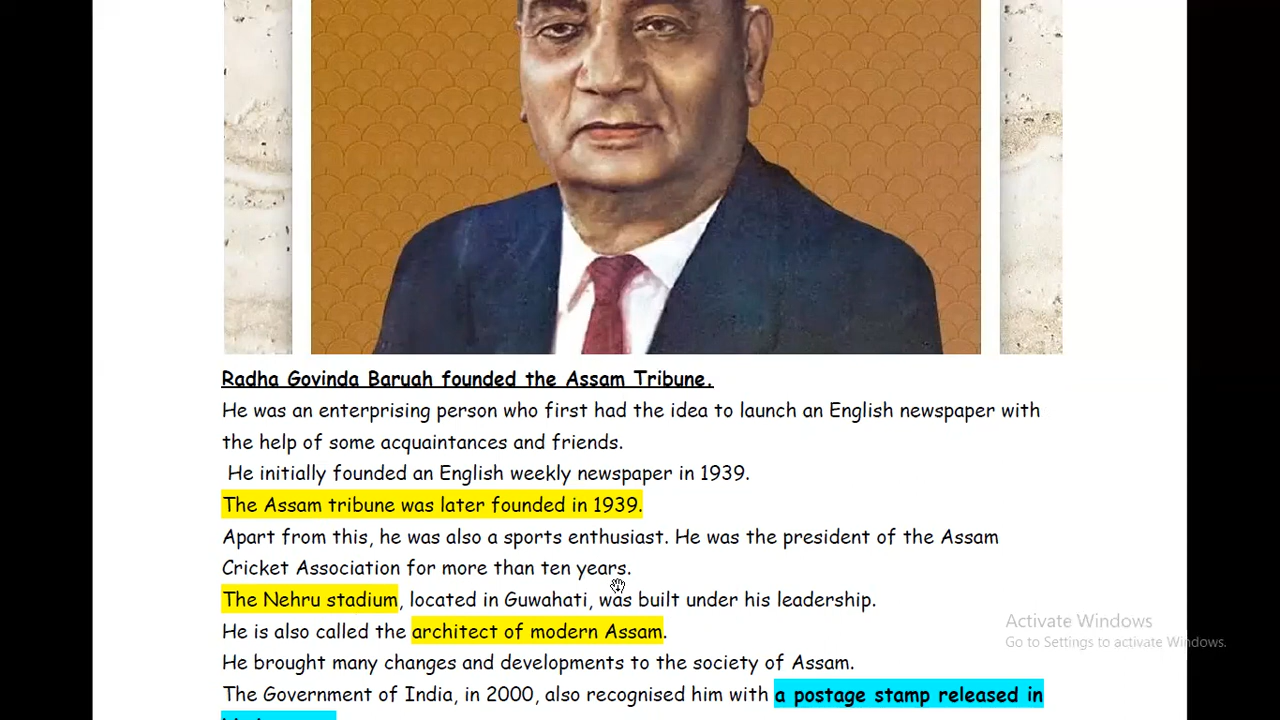 Radha Govinda Baruah founded the Assam Tribune.
He was an enterprising person who first had the idea to launch an English newspaper with
the help of some acquaintances and friends.
He initially founded an English weekly newspaper in 1939.
The Assam tribune was later founded in 1939.
Apart from this, he was also a sports enthusiast. He was the president of the Assam
Cricket Association for more than ten years.
The Nehru stadium, located in Guwahati, was built under his leadership.
He is also called the architect of modern Assam.
He brought many changes and developments to the society of Assam.
The Government of India, in 2000, also recognised him with a postage stamp released in
Activate Windows
Go to Settings to activate Windows.